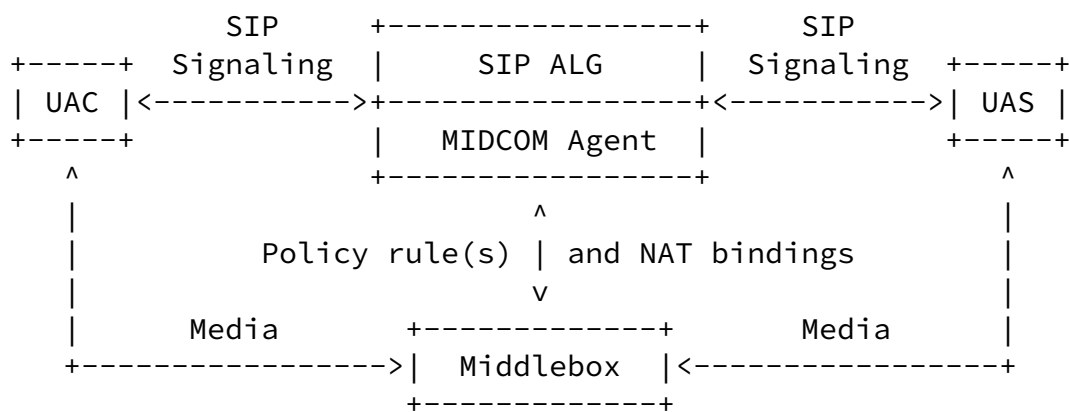 SIP SIP
Signaling SIP ALG Signaling
UAC UAS
MIDCOM Agent
Policy rule(s) and NAT bindings
Media Media
Middlebox